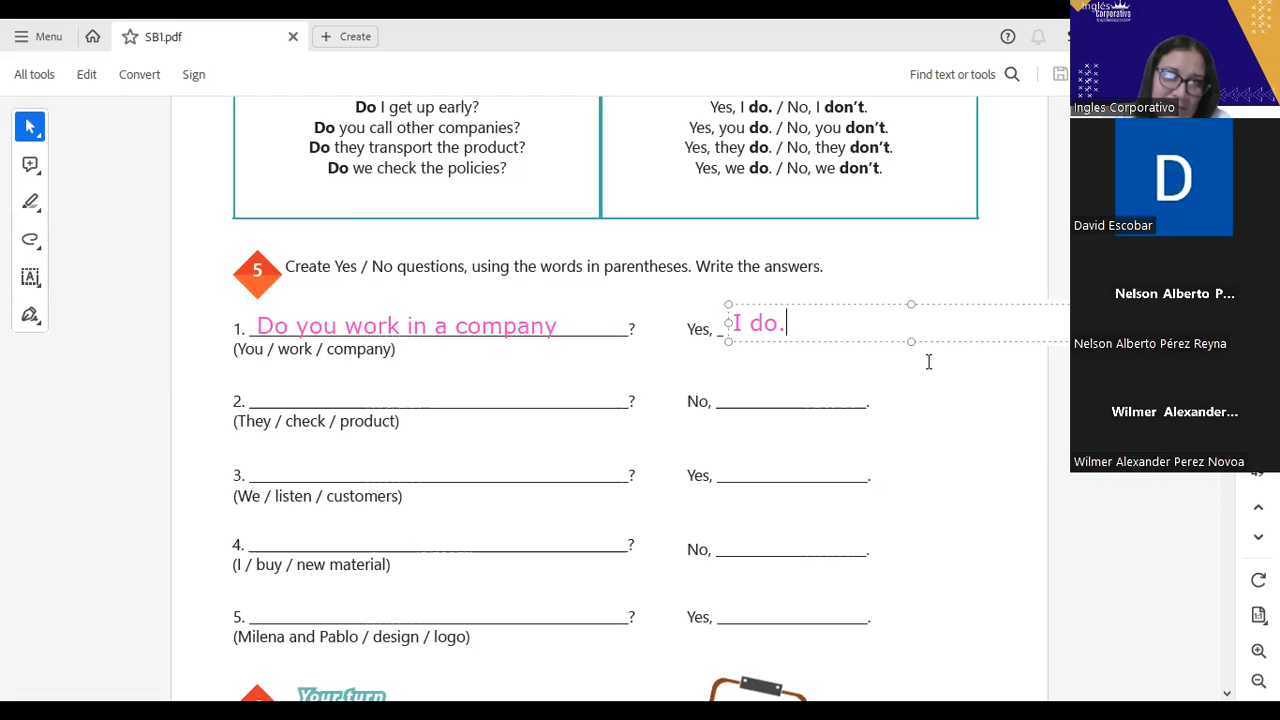 Menu
SB1.pdf
Create
All tools
Edit
Convert
Sign
Find text or tools
Inglés
corporativo
Ingles Corporativo
Do I get up early?
Do you call other companies?
Do they transport the product?
Do we check the policies?
Yes, I do. / No, I don't.
Yes, you do. / No, you don't.
Yes, they do. / No, they don't.
Yes, we do. / No, we don't.
D
David Escobar
Nelson Alberto P...
Nelson Alberto Pérez Reyna
Wilmer Alexander...
Wilmer Alexander Perez Novoa
5 Create Yes / No questions, using the words in parentheses. Write the answers.
1. Do you work in a company ? Yes, _ I do.
(You / work / company)
2. ? No, .
(They / check / product)
3. ? Yes, .
(We / listen / customers)
4. ? No, .
(I / buy / new material)
5. ? Yes, .
(Milena and Pablo / design / logo)
Your turn